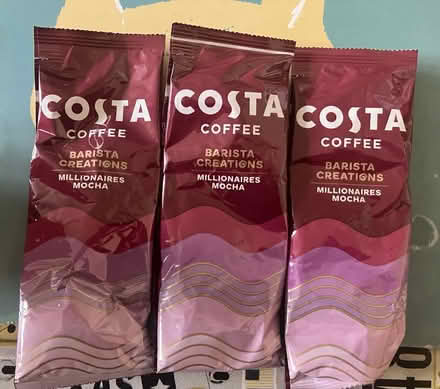 COSTA
COFFEE
BARISTA
CREATIONS
MILLIONAIRES
MOCHA
COSTA
COFFEE
BARISTA
CREATIONS
MILLIONAIRES
MOCHA
COSTA
COFFEE
BARISTA
CREATIONS
MILLIONAIRES
MOCHA